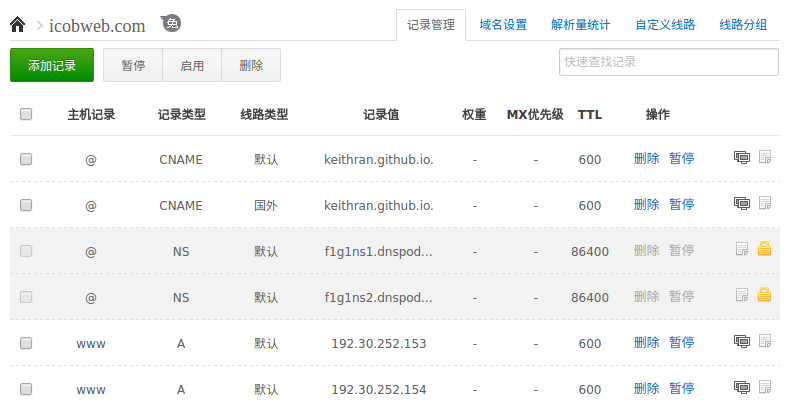 icobweb.com 免 记录管理 域名设置 解析量统计 自定义线路 线路分组
添加记录 暂停 启用 删除 快速查找记录
主机记录 记录类型 线路类型 记录值 权重 MX优先级 TTL 操作
@ CNAME 默认 keithran.github.io. - - 600 删除 暂停
@ CNAME 国外 keithran.github.io. - - 600 删除 暂停
@ NS 默认 f1g1ns1.dnspod... - - 86400 删除 暂停
@ NS 默认 f1g1ns2.dnspod... - - 86400 删除 暂停
www A 默认 192.30.252.153 - - 600 删除 暂停
www A 默认 192.30.252.154 - - 600 删除 暂停